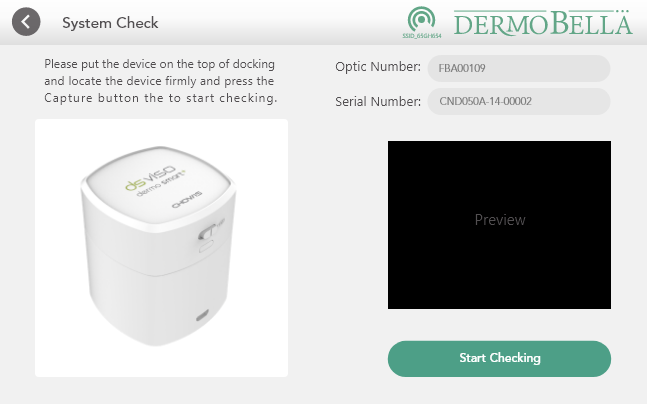 System Check
SSID_65GH654
DERMOBELLA
Please put the device on the top of docking
and locate the device firmly and press the
Capture button the to start checking.
Optic Number:
FBA00109
Serial Number:
CND050A-14-00002
dsviso
dermo smart+
CHOWIS
Preview
Start Checking